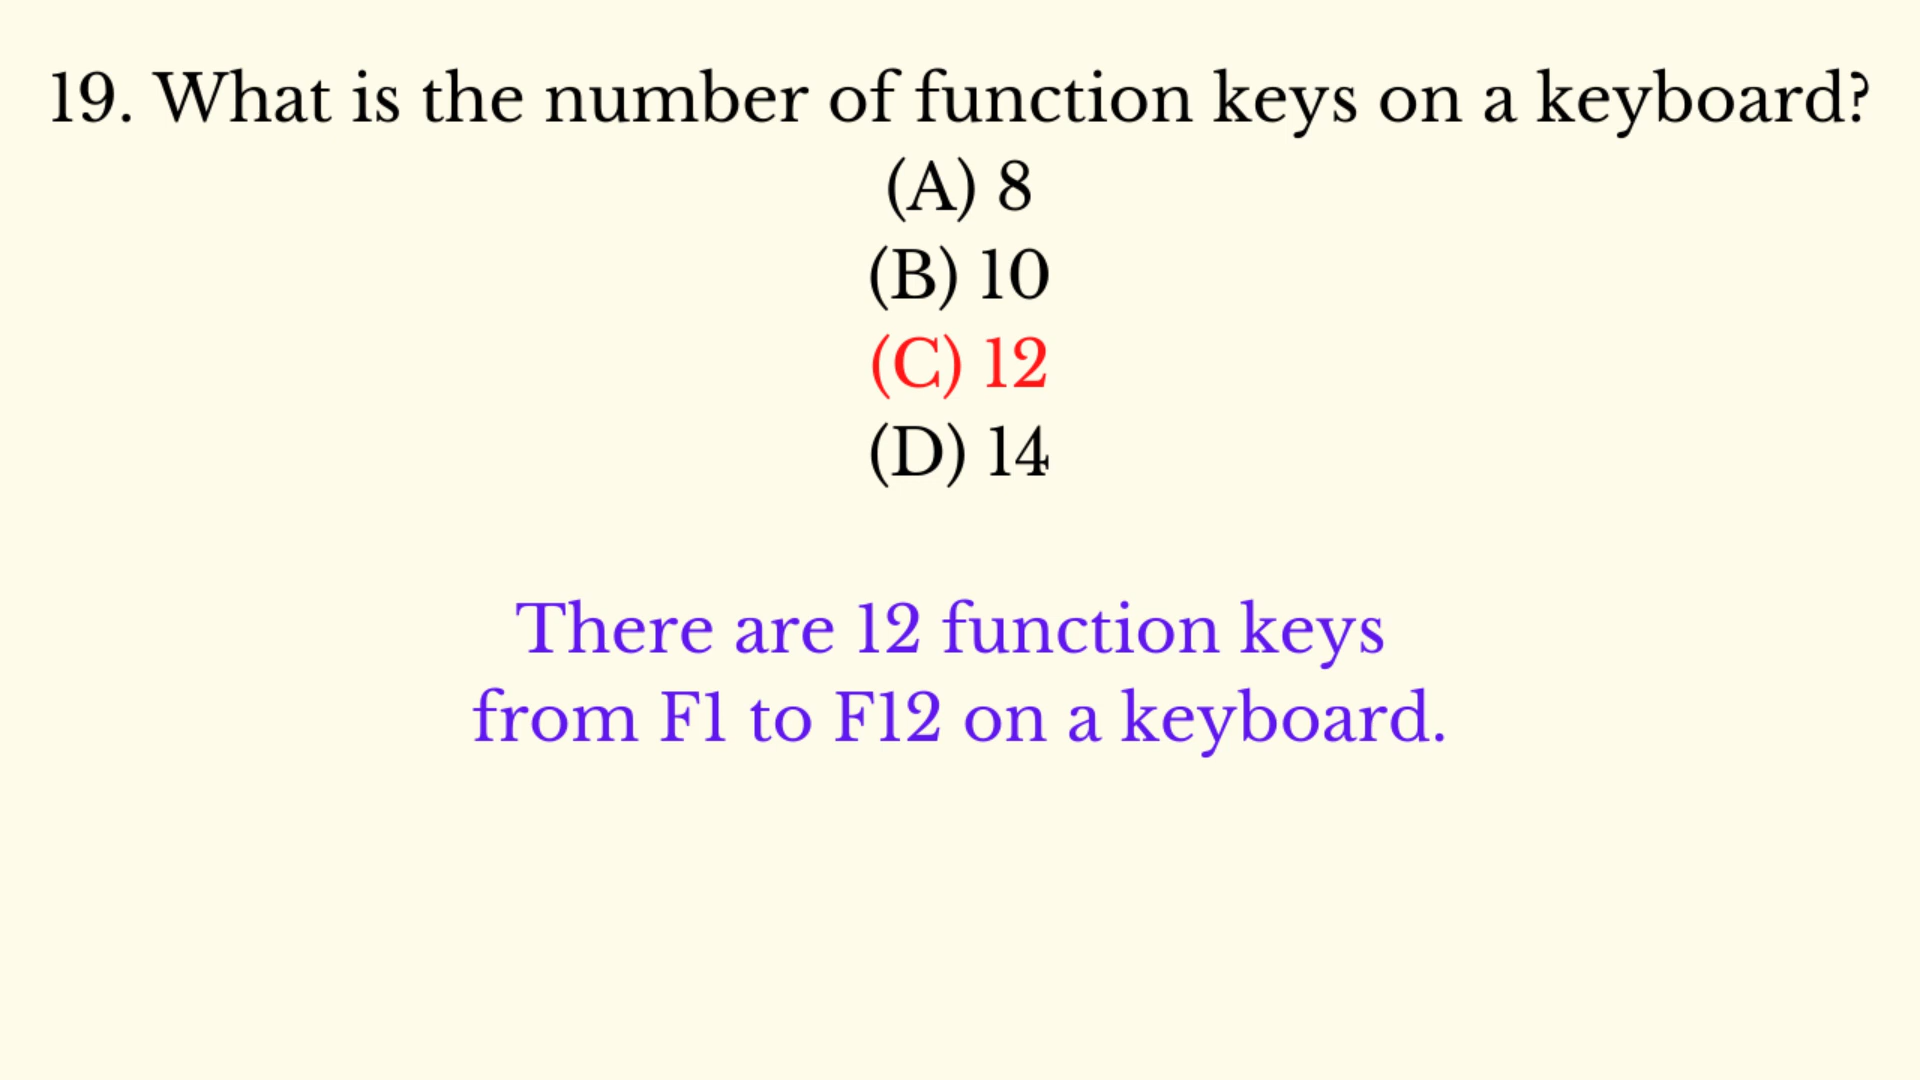 19. What is the number of function keys on a keyboard?
(A) 8
(B) 10
(C) 12
(D) 14
There are 12 function keys
from F1 to F12 on a keyboard.